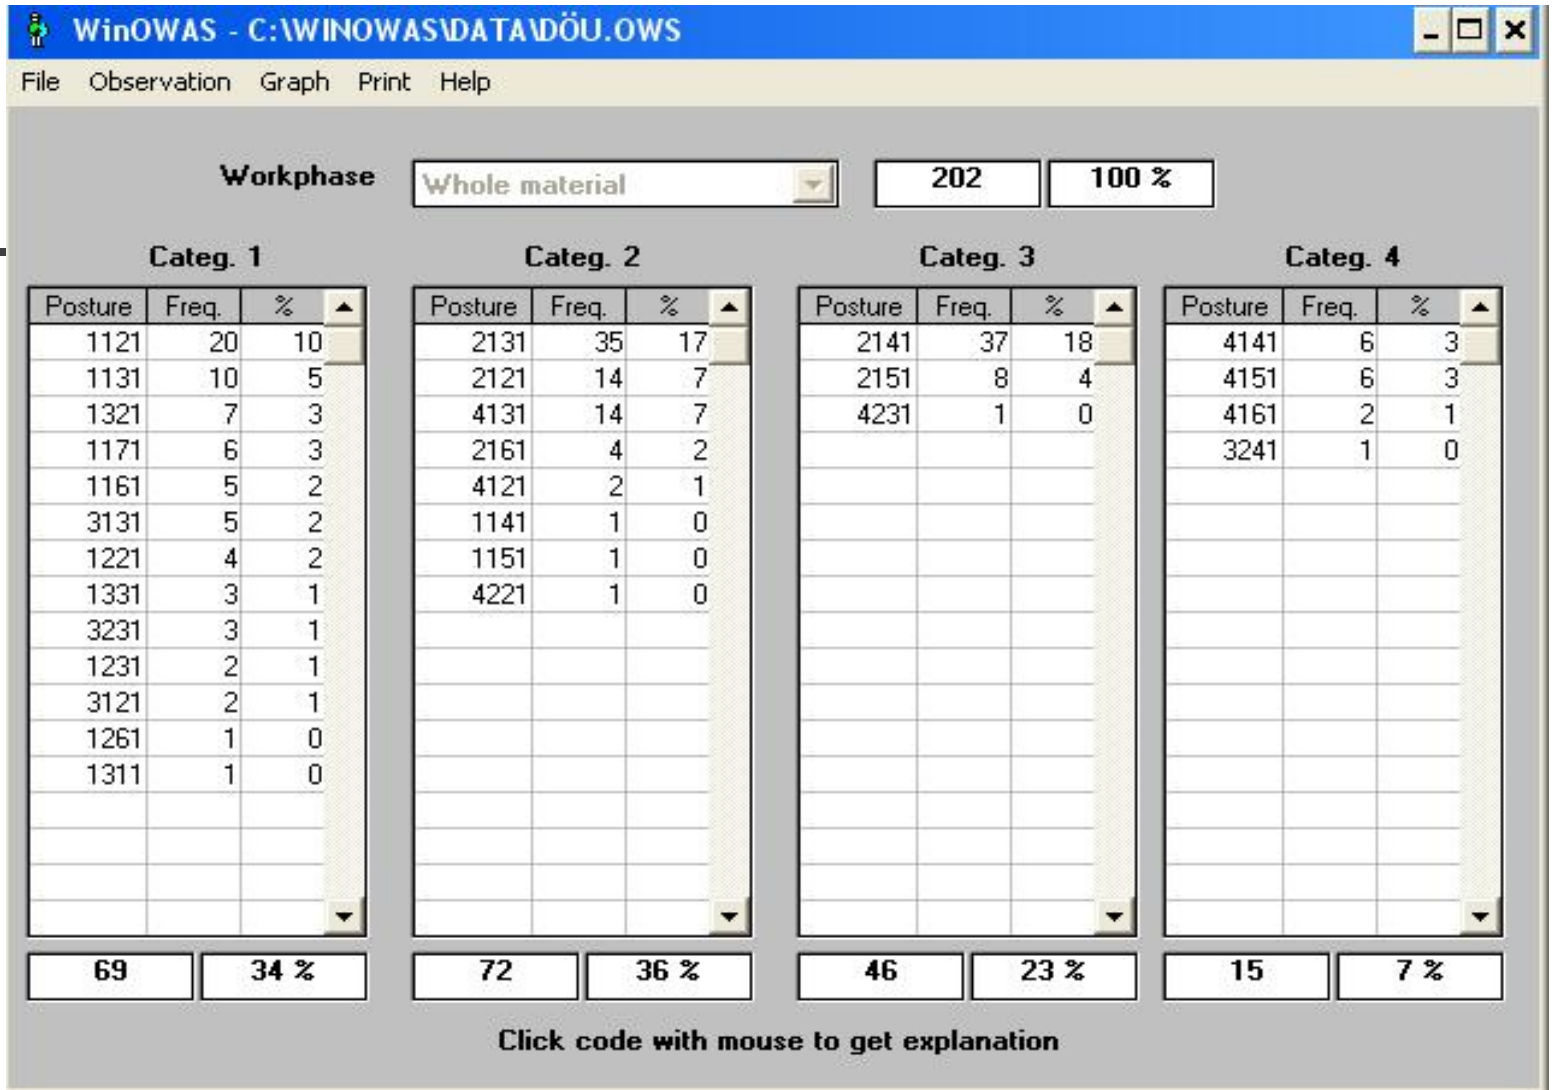 WinOWAS - C:\WINOWAS\DATA\DÖU.OWS
File Observation Graph Print Help
Workphase Whole material 202 100 %
Categ. 1 Categ. 2 Categ. 3 Categ. 4
Posture Freq. % Posture Freq. % Posture Freq. % Posture Freq. %
1121 20 10 2131 35 17 2141 37 18 4141 6 3
1131 10 5 2121 14 7 2151 8 4 4151 6 3
1321 7 3 4131 14 7 4231 1 0 4161 2 1
1171 6 3 2161 4 2 3241 1 0
1161 5 2 4121 2 1
3131 5 2 1141 1 0
1221 4 2 1151 1 0
1331 3 1 4221 1 0
3231 3 1
1231 2 1
3121 2 1
1261 1 0
1311 1 0
69 34 % 72 36 % 46 23 % 15 7 %
Click code with mouse to get explanation